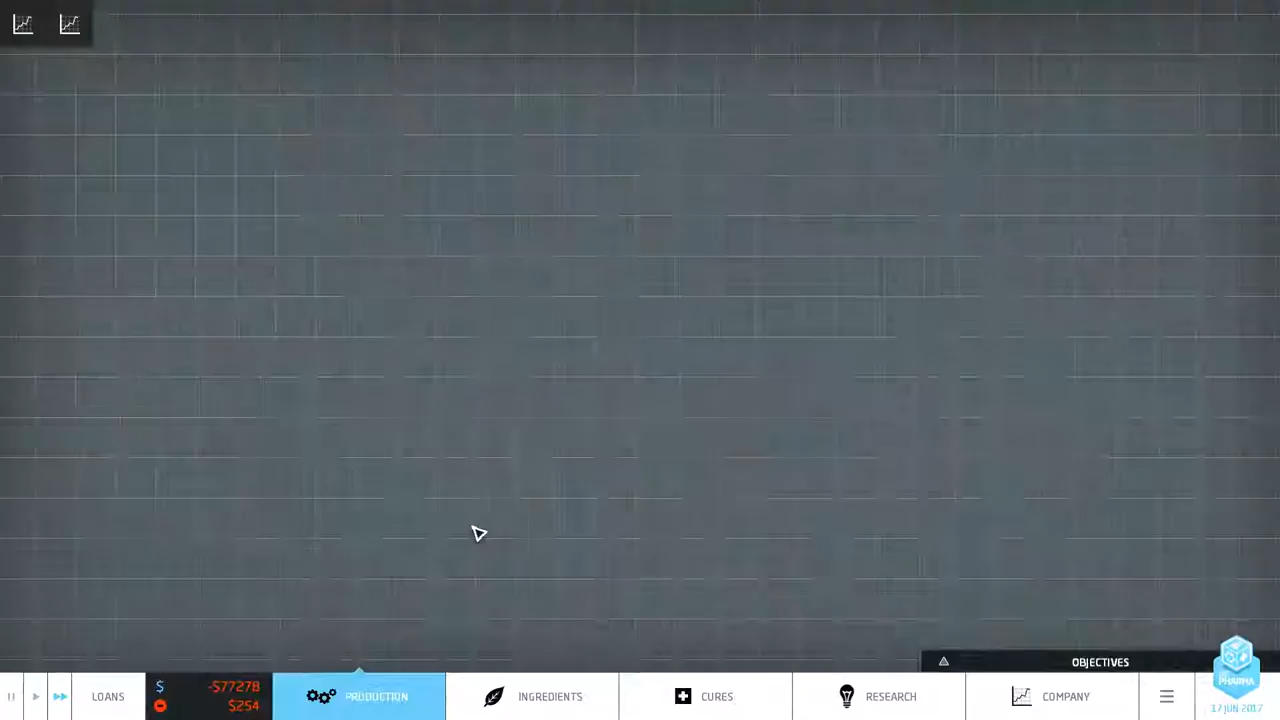 OBJECTIVES
LOANS
$ -$77278
$254
PRODUCTION
INGREDIENTS
CURES
RESEARCH
COMPANY
PHARMA
17 JUN 2017